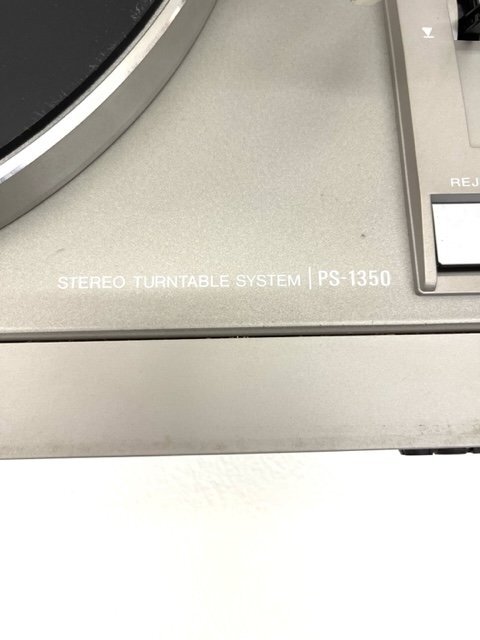 REJ
STEREO TURNTABLE SYSTEM | PS-1350